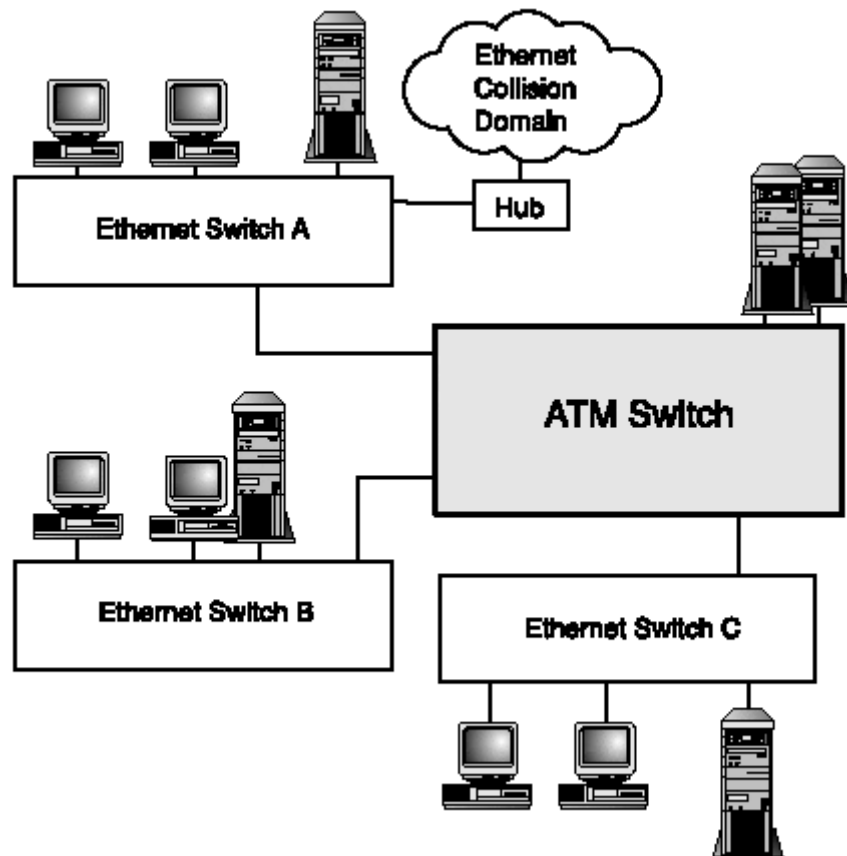 Ethernet
Collision
Domain
Ethernet Switch A
Hub
ATM Switch
Ethernet Switch B
Ethernet Switch C